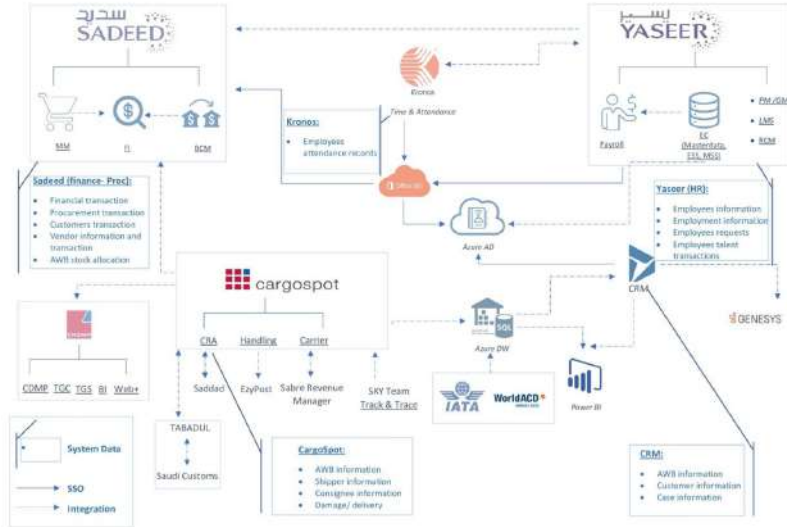 سديد
SADEED
يسير
YASEER
Kronos
Time & Attendance
MM
FI
BCM
Payroll
EC
(Masterdata,
ESS, MSS)
PM /GM
LMS
RCM
Kronos:
Employees
attendance records
Office 365
Azure AD
Sadeed (finance- Proc):
Financial transaction
Procurement transaction
Customers transaction
Vendor information and
transaction
AWB stock allocation
Yaseer (HR):
Employees information
Employment information
Employees requests
Employees talent
transactions
cargospot
CRA
Handling
Carrier
Saddad
EzyPost
Sabre Revenue
Manager
SKY Team
Track & Trace
Azure DW
SQL
CRM
GENESYS
IATA
WorldACD
Power BI
CDMP
TGC
TGS
BI
Web+
TABADUL
Saudi Customs
System Data
SSO
Integration
CargoSpot:
AWB information
Shipper information
Consignee information
Damage/ delivery
CRM:
AWB information
Customer information
Case information